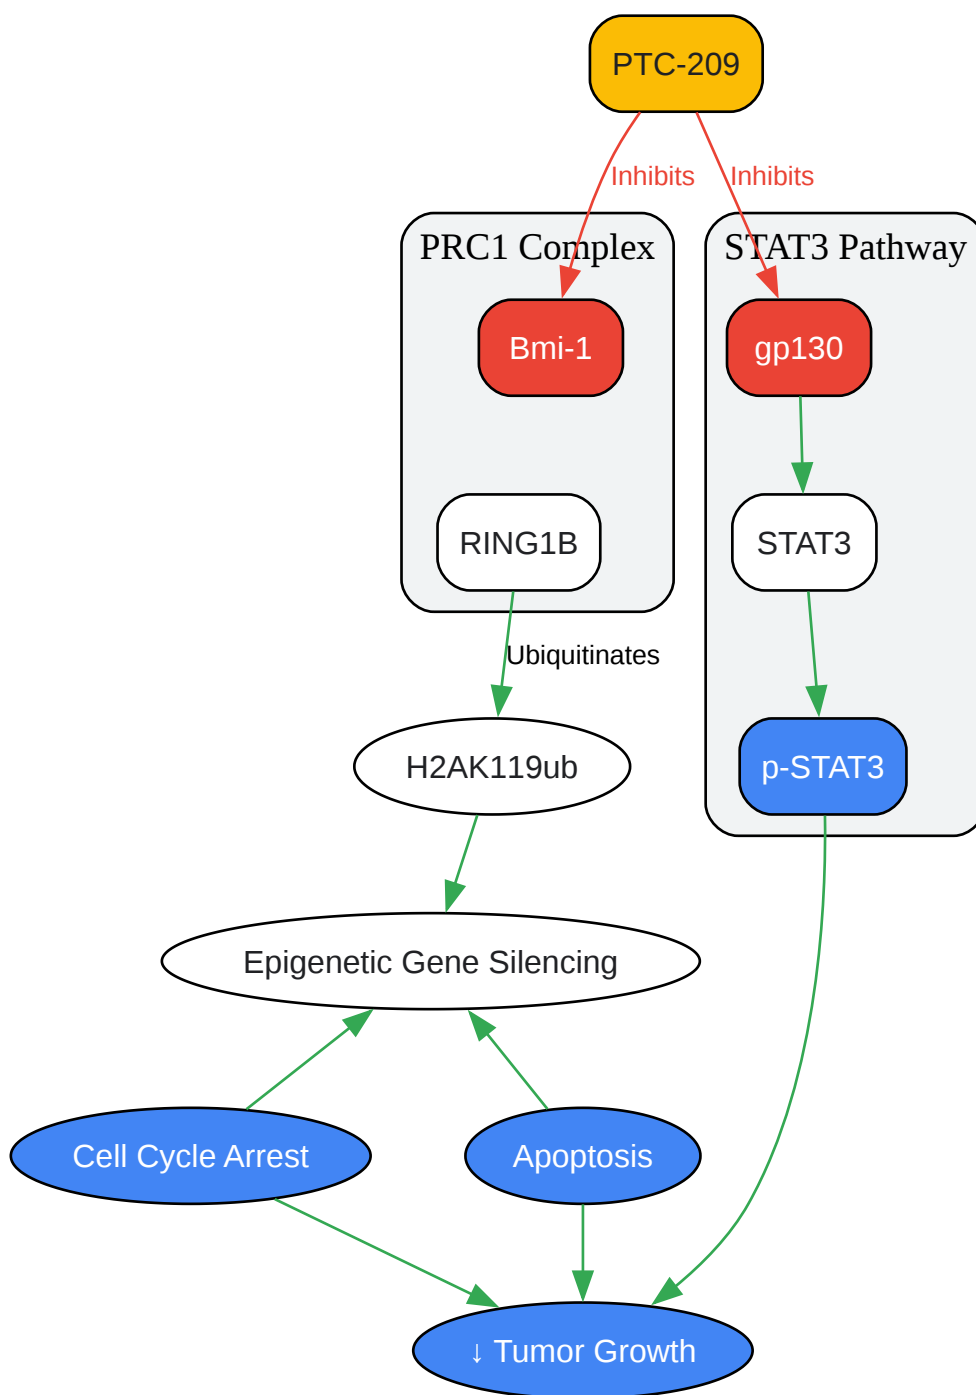 PTC-209
Inhibits
Inhibits
PRC1 Complex
STAT3 Pathway
Bmi-1
gp130
RING1B
STAT3
Ubiquitinates
H2AK119ub
p-STAT3
Epigenetic Gene Silencing
Cell Cycle Arrest
Apoptosis
↓ Tumor Growth